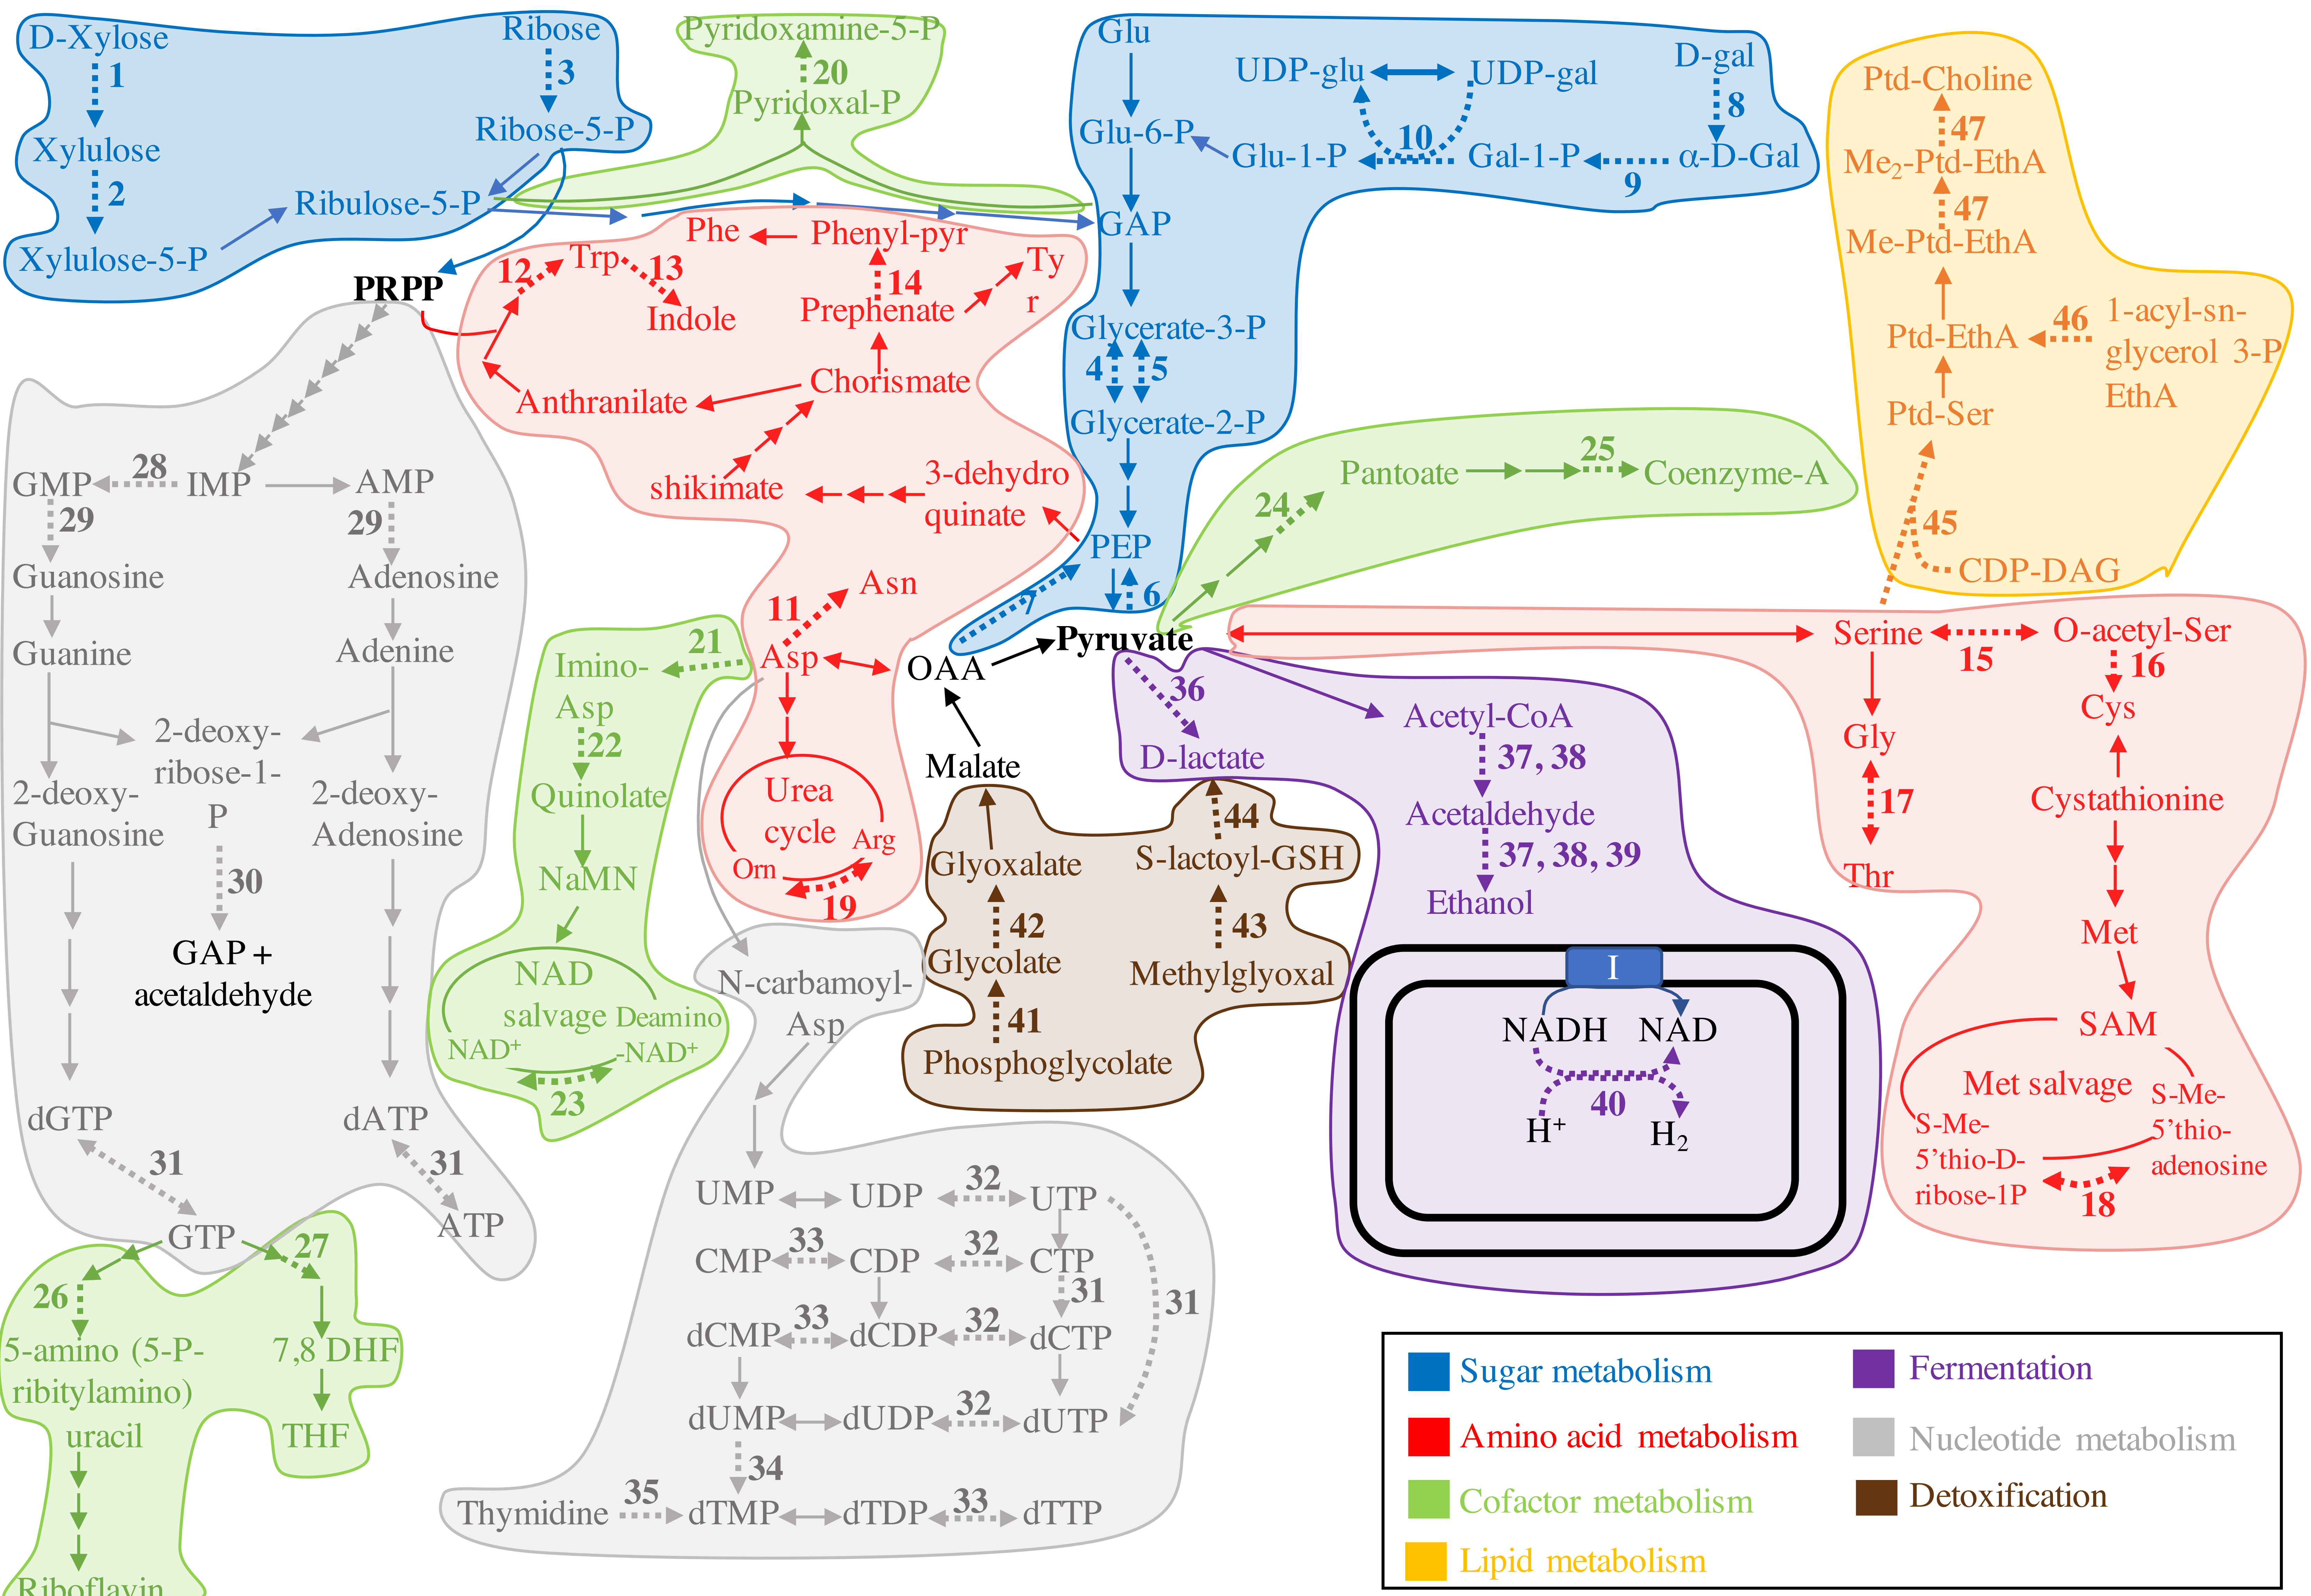 D-Xylose
1
Xylulose
2
Xylulose-5-P
Ribose
3
Ribose-5-P
Ribulose-5-P
PRPP
Pyridoxamine-5-P
20
Pyridoxal-P
Glu
Glu-6-P
GAP
Glycerate-3-P
4
5
Glycerate-2-P
PEP
7
6
Pyruvate
OAA
Malate
UDP-glu
UDP-gal
10
Glu-1-P
Gal-1-P
9
D-gal
8
α-D-Gal
Ptd-Choline
47
Me2-Ptd-EthA
47
Me-Ptd-EthA
Ptd-EthA
46
1-acyl-sn-
glycerol 3-P
EthA
Ptd-Ser
45
CDP-DAG
Phe
Phenyl-pyr
12
Trp
13
Indole
14
Prephenate
Ty
r
Chorismate
Anthranilate
shikimate
3-dehydro
quinate
Asn
11
Asp
Urea
cycle
Arg
Orn
19
24
Pantoate
25
Coenzyme-A
28
GMP
IMP
AMP
29
29
Guanosine
Adenosine
Guanine
Adenine
2-deoxy-
ribose-1-
P
2-deoxy-
Guanosine
2-deoxy-
Adenosine
30
GAP +
acetaldehyde
dGTP
dATP
31
31
GTP
ATP
21
Imino-
Asp
22
Quinolate
NaMN
NAD
salvage
Deamino
-NAD+
NAD+
23
26
27
5-amino (5-P-
ribitylamino)
uracil
Riboflavin
7,8 DHF
THF
N-carbamoyl-
Asp
UMP
UDP
32
UTP
CMP
33
CDP
32
CTP
31
31
dCMP
33
dCDP
32
dCTP
dUMP
dUDP
32
dUTP
34
Thymidine
35
dTMP
dTDP
33
dTTP
36
D-lactate
Acetyl-CoA
37, 38
Acetaldehyde
37, 38, 39
Ethanol
44
Glyoxalate
S-lactoyl-GSH
42
43
Glycolate
Methylglyoxal
41
Phosphoglycolate
I
NADH
NAD
40
H+
H2
Serine
15
O-acetyl-Ser
16
Cys
Gly
17
Thr
Cystathionine
Met
SAM
Met salvage
S-Me-
5’thio-
adenosine
S-Me-
5’thio-D-
ribose-1P
18
Sugar metabolism
Amino acid metabolism
Cofactor metabolism
Lipid metabolism
Fermentation
Nucleotide metabolism
Detoxification